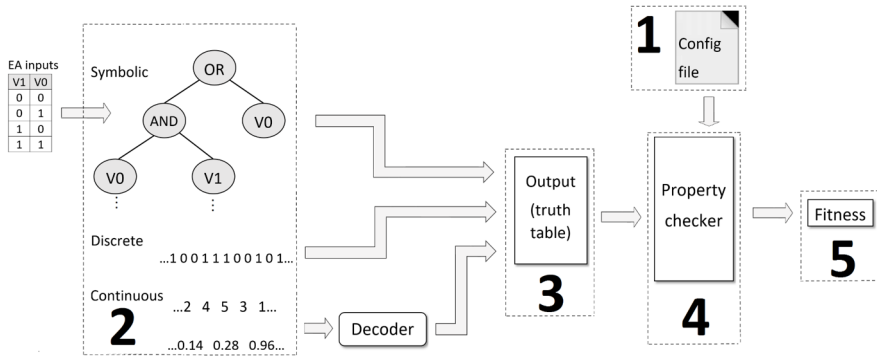 EA inputs
V1 V0
0 0
0 1
1 0
1 1
Symbolic
OR
AND
V0
V0
V1
⋮
⋮
Discrete
...1 0 0 1 1 1 0 0 1 0 1...
Continuous
...2 4 5 3 1...
2
...0.14 0.28 0.96...
Decoder
Output
(truth
table)
3
1
Config
file
Property
checker
4
Fitness
5